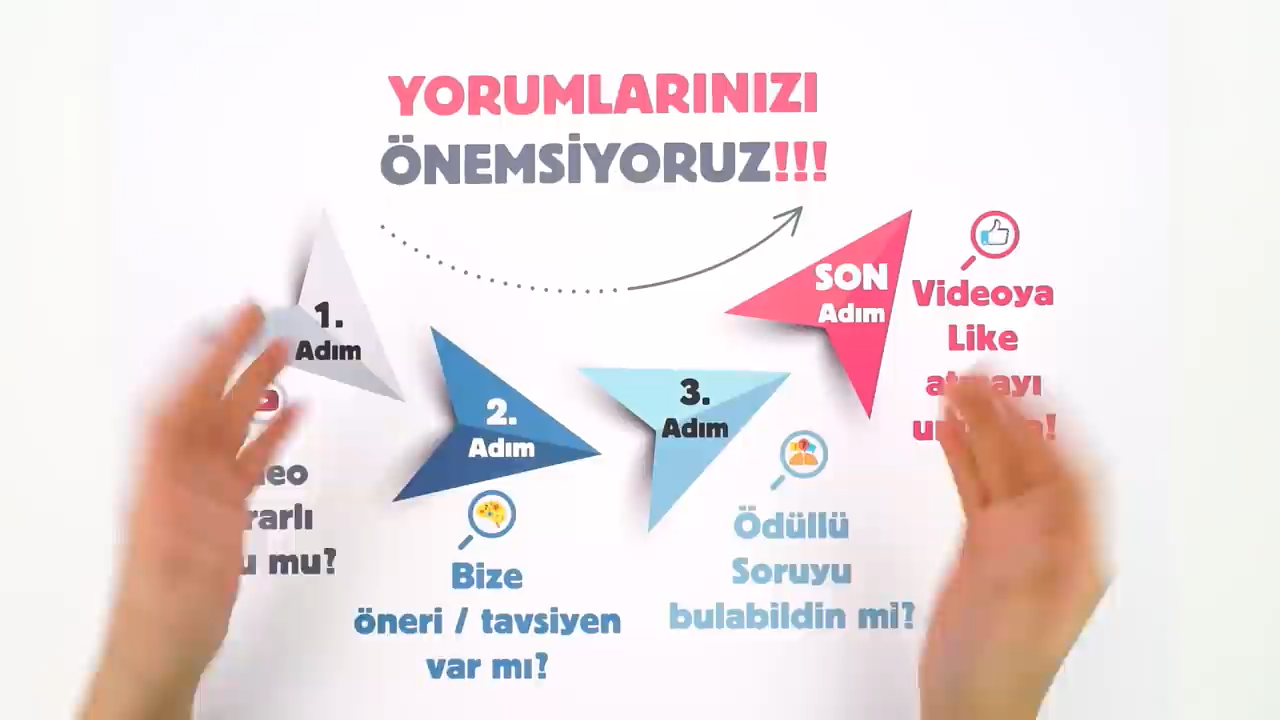 YORUMLARINIZI
ÖNEMSİYORUZ!!!
1.
Adım
2.
Adım
Bize
öneri / tavsiyen
var mı?
3.
Adım
Ödüllü
Soruyu
bulabildin mi?
SON
Adım
Videoya
Like
mu?